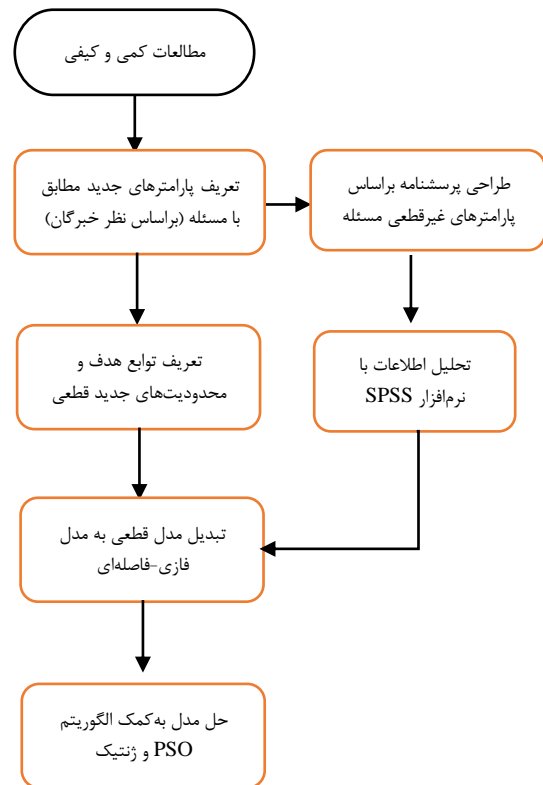 مطالعات کمی و کیفی
تعریف پارامترهای جدید مطابق
با مسئله (براساس نظر خبرگان)
طراحی پرسشنامه براساس
پارامترهای غیرقطعی مسئله
تعریف توابع هدف و
محدودیت‌های جدید قطعی
تحلیل اطلاعات با
نرم‌افزار SPSS
تبدیل مدل قطعی به مدل
فازی-فاصله‌ای
حل مدل به‌کمک الگوریتم
PSO و ژنتیک